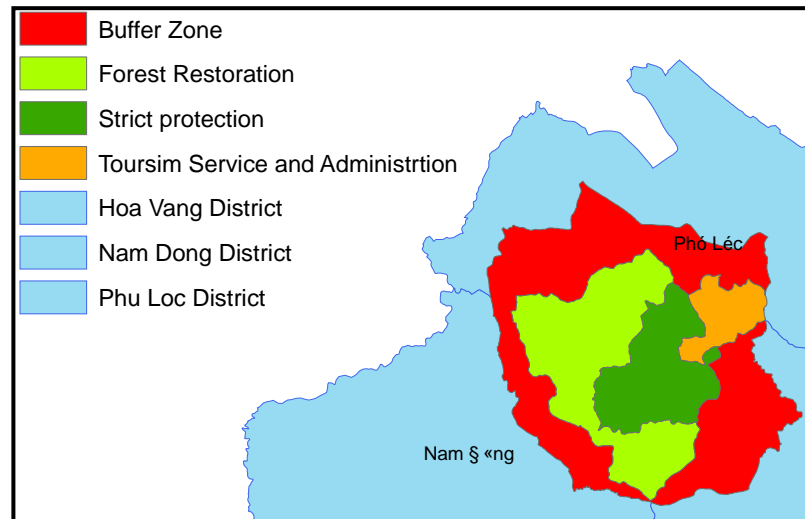 Buffer Zone
Forest Restoration
Strict protection
Toursim Service and Administrtion
Hoa Vang District
Nam Dong District
Phu Loc District
Phó Léc
Nam § «ng